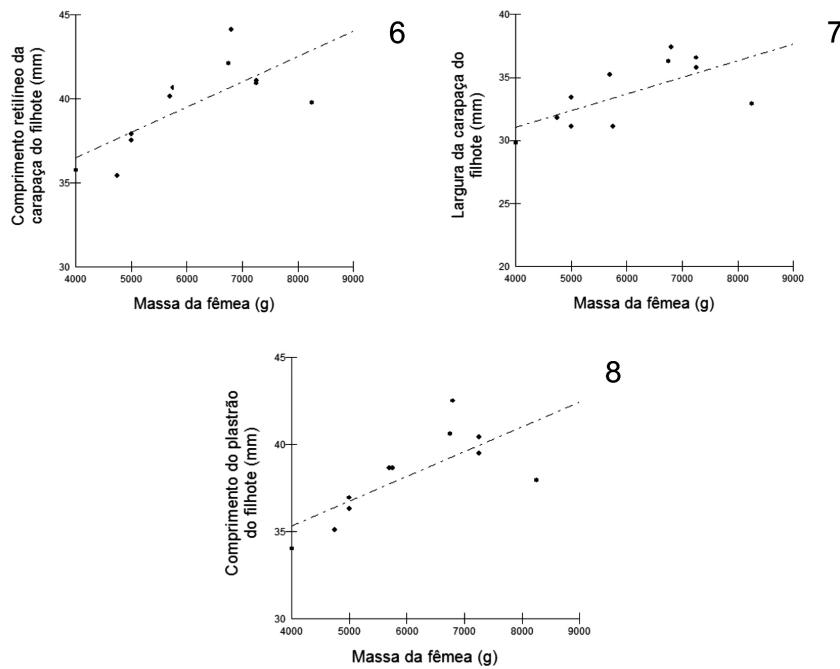 6
Comprimento retilíneo da
carapaça do filhote (mm)
45
40
35
30
4000 5000 6000 7000 8000 9000
Massa da fêmea (g)
7
Largura da carapaça do
filhote (mm)
40
35
30
25
20
4000 5000 6000 7000 8000 9000
Massa da fêmea (g)
8
Comprimento do plastrão
do filhote (mm)
45
40
35
30
4000 5000 6000 7000 8000 9000
Massa da fêmea (g)